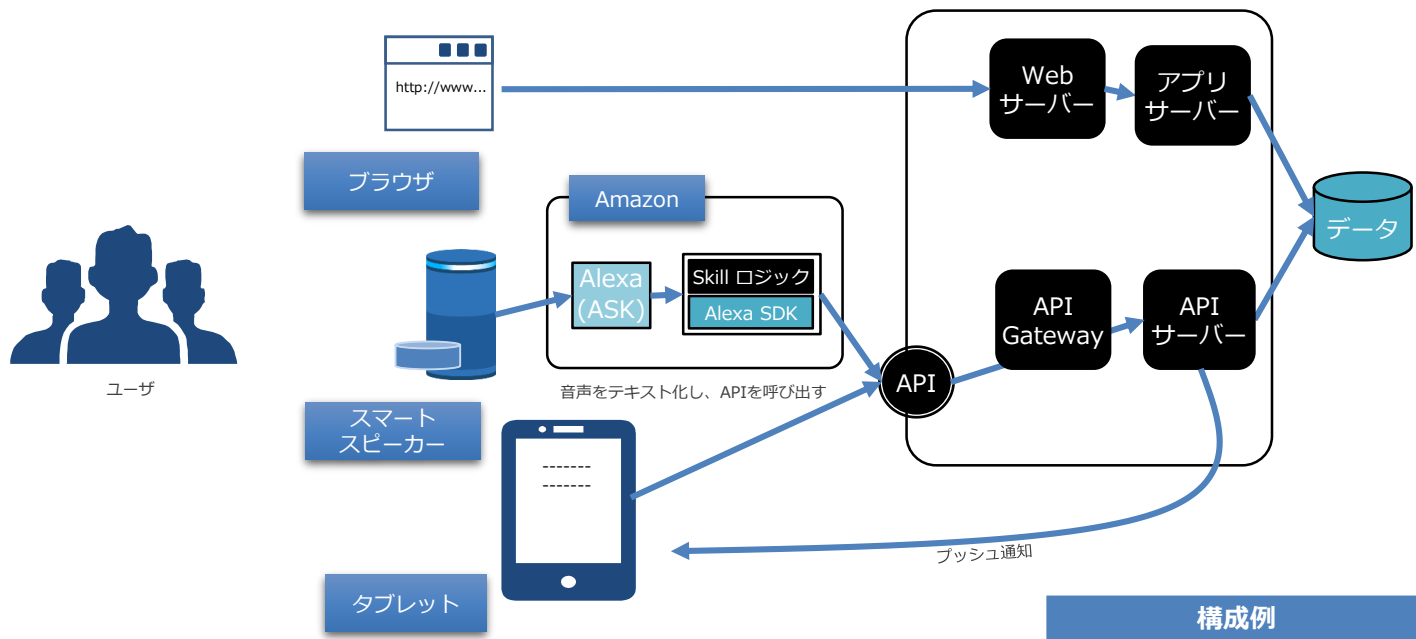 http://www...
ブラウザ
Web
サーバー
アプリ
サーバー
データ
Amazon
Alexa
(ASK)
Skill ロジック
Alexa SDK
音声をテキスト化し、APIを呼び出す
ユーザ
スマート
スピーカー
API
API
Gateway
API
サーバー
-------
-------
タブレット
プッシュ通知
構成例